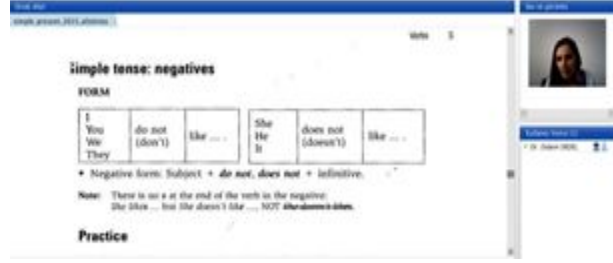 Verbs 5
Simple tense: negatives
FORM
I
You
We
They
do not
(don't)
like ... .
She
He
It
does not
(doesn't)
like ... .
• Negative form: Subject + do not, does not + infinitive.
Note: There is no s at the end of the verb in the negative:
She likes ... but She doesn't like ..., NOT She doesn't likes.
Practice